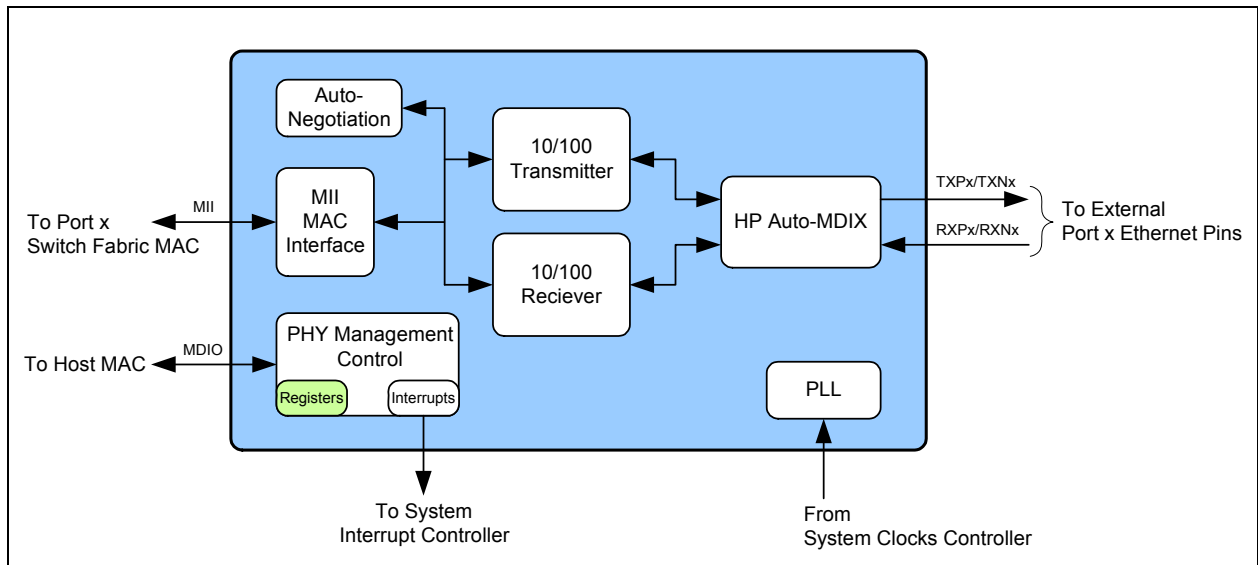 Auto-
Negotiation
10/100
Transmitter
MII
MAC
Interface
MII
To Port x
Switch Fabric MAC
HP Auto-MDIX
TXPx/TXNx
RXPx/RXNx
To External
Port x Ethernet Pins
10/100
Reciever
PHY Management
Control
Registers
Interrupts
MDIO
To Host MAC
PLL
To System
Interrupt Controller
From
System Clocks Controller